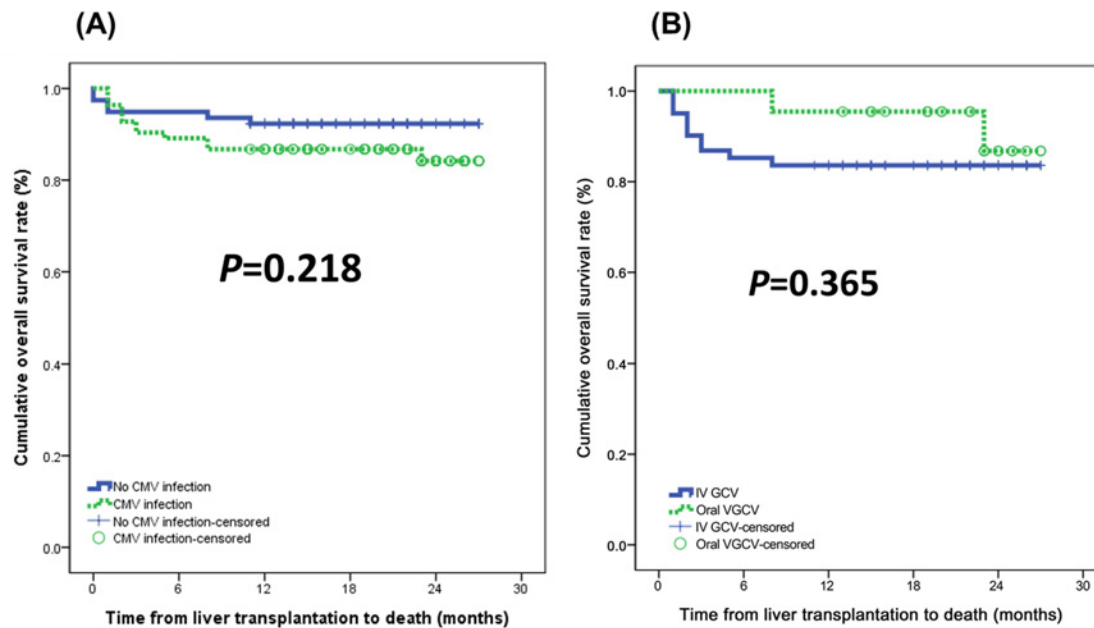 (A)
Cumulative overall survival rate (%)
1.0
0.8
0.6
0.4
0.2
0.0
P=0.218
No CMV infection
CMV infection
No CMV infection-censored
CMV infection-censored
0 6 12 18 24 30
Time from liver transplantation to death (months)
(B)
Cumulative overall survival rate (%)
1.0
0.8
0.6
0.4
0.2
0.0
P=0.365
IV GCV
Oral VGCV
IV GCV-censored
Oral VGCV-censored
0 6 12 18 24 30
Time from liver transplantation to death (months)